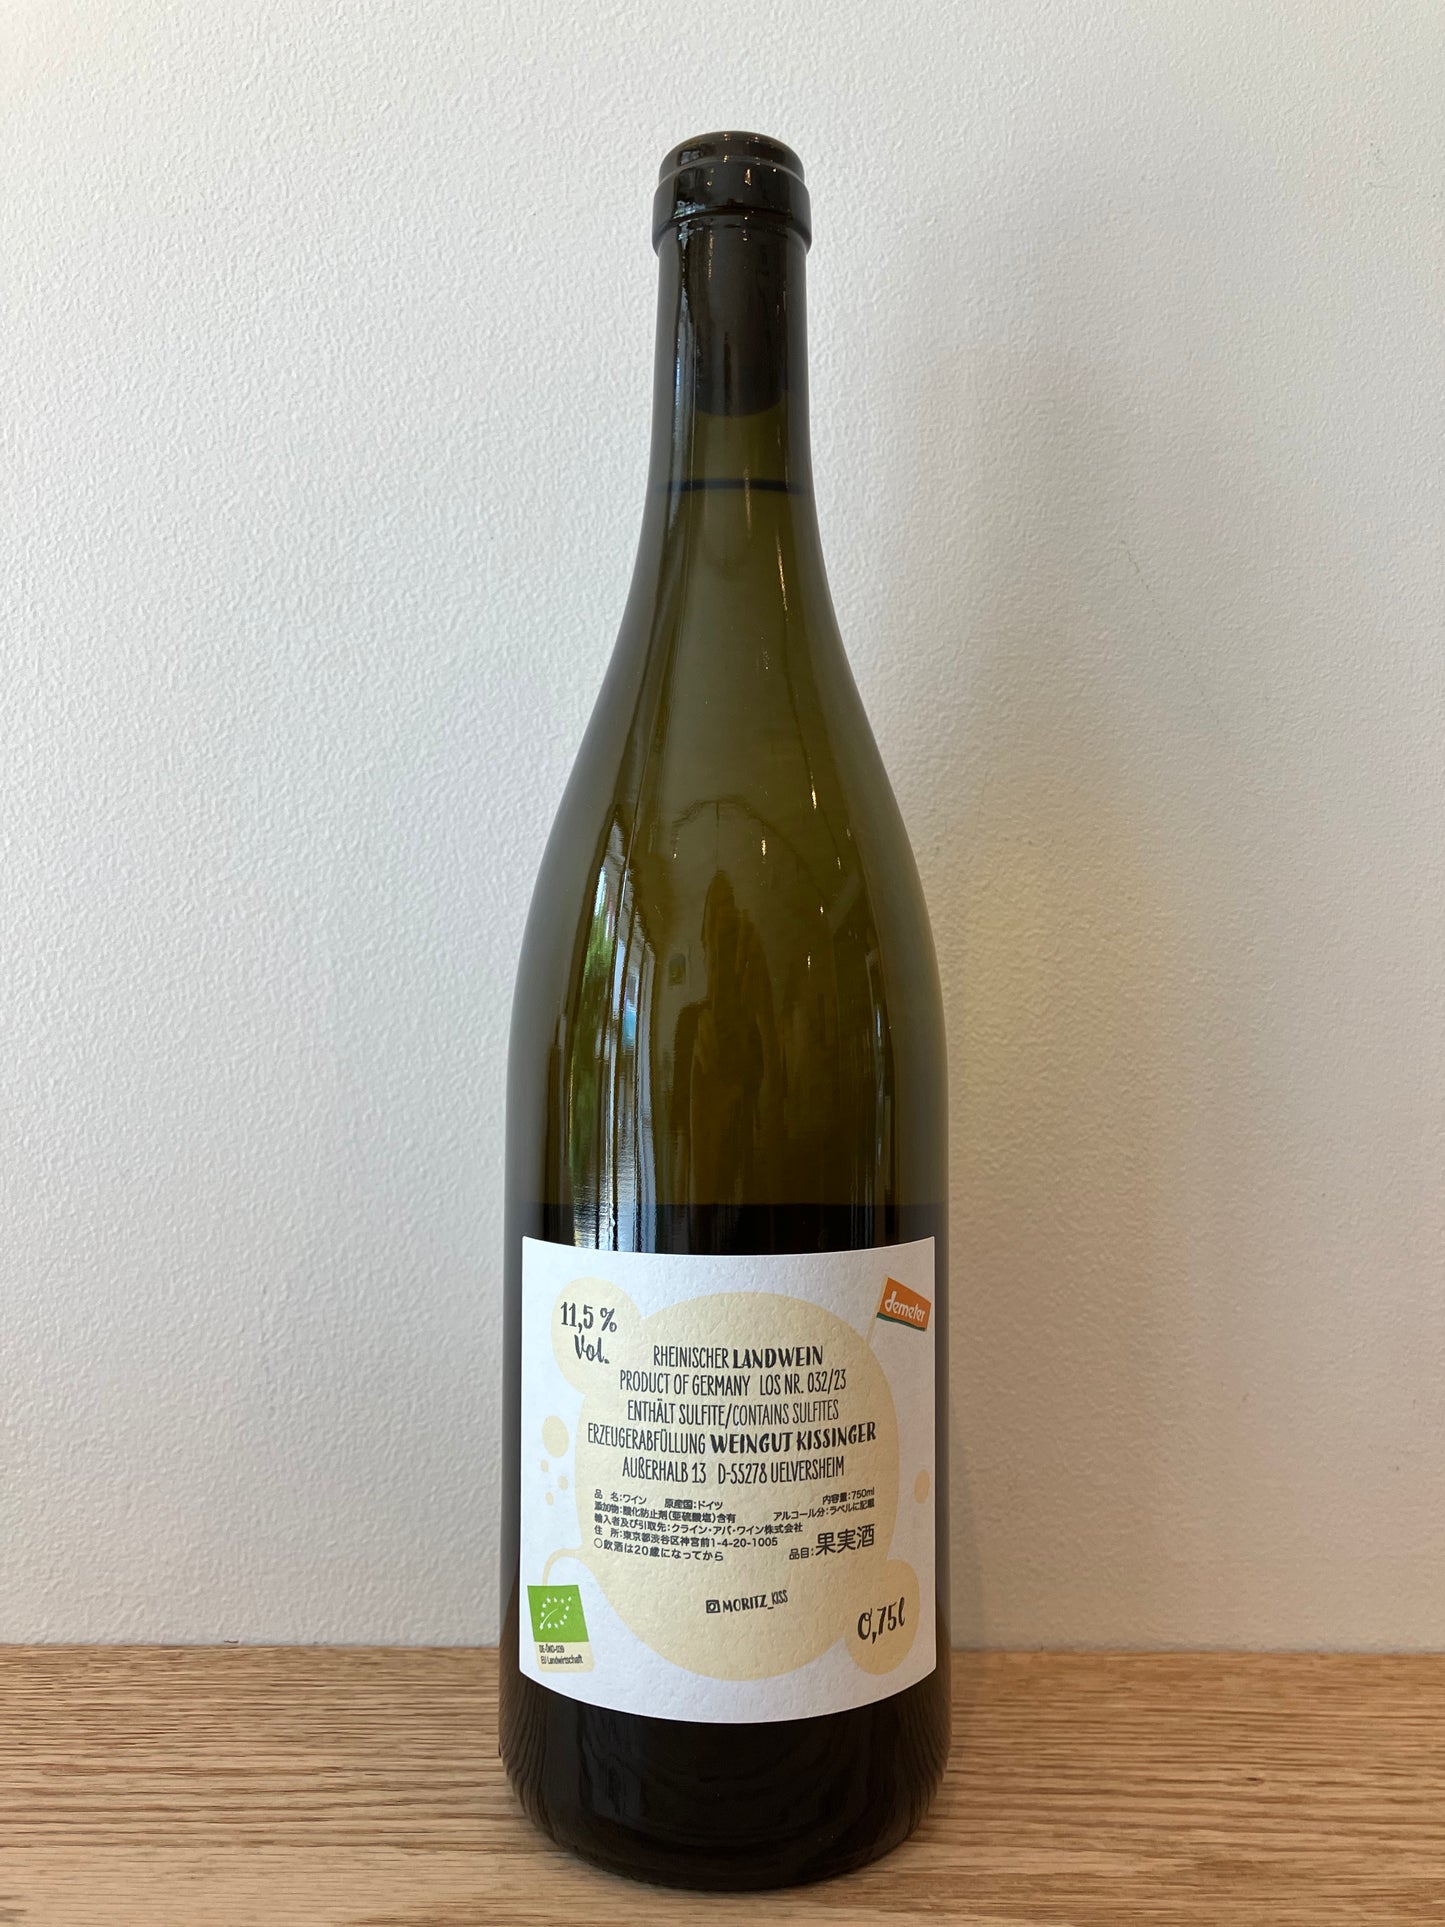 11,5 %
Vol.
demeter
RHEINISCHER LANDWEIN
PRODUCT OF GERMANY LOS NR. 032/23
ENTHÄLT SULFITE/CONTAINS SULFITES
ERZEUGERABFÜLLUNG WEINGUT KISSINGER
AUßERHALB 13 D-55278 UELVERSHEIM
品 名:ワイン 原産国:ドイツ 内容量:750ml
添加物:酸化防止剤(亜硫酸塩)含有 アルコール分:ラベルに記載
輸入者及び引取先:クライン・アパ・ワイン株式会社
住 所:東京都渋谷区神宮前1-4-20-1005
○飲酒は20歳になってから 品目:果実酒
MORITZ_KISS
0,75l
DE-ÖKO-039
EU Landwirtschaft